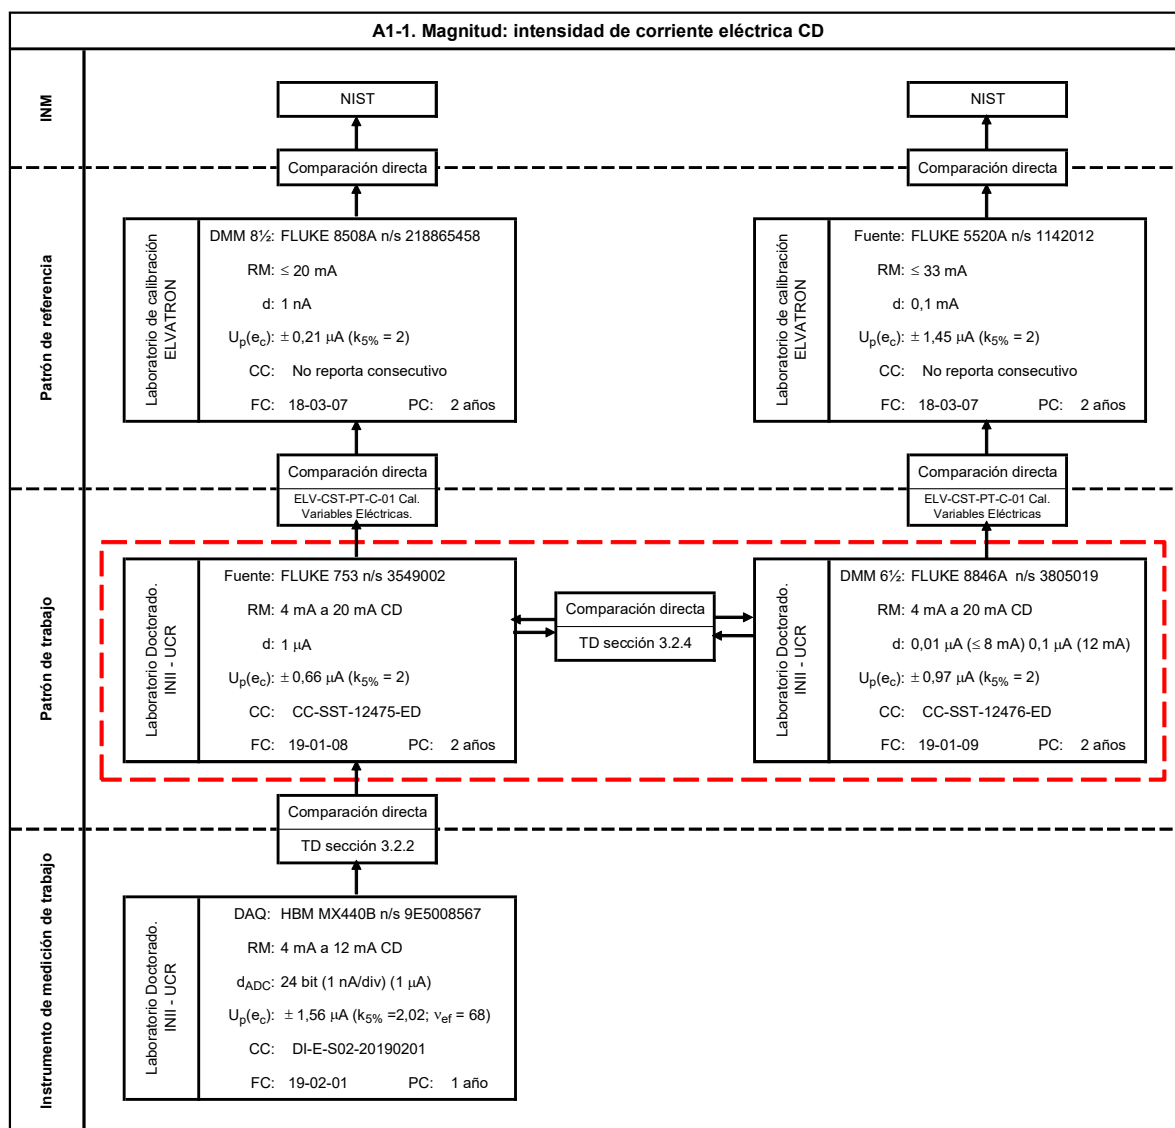 A1-1. Magnitud: intensidad de corriente eléctrica CD
INM
NIST
NIST
Comparación directa
Comparación directa
Patrón de referencia
Laboratorio de calibración
ELVATRON
DMM 8½: FLUKE 8508A n/s 218865458
RM: ≤ 20 mA
d: 1 nA
Up(ec): ± 0,21 µA (k5% = 2)
CC: No reporta consecutivo
FC: 18-03-07 PC: 2 años
Laboratorio de calibración
ELVATRON
Fuente: FLUKE 5520A n/s 1142012
RM: ≤ 33 mA
d: 0,1 mA
Up(ec): ± 1,45 µA (k5% = 2)
CC: No reporta consecutivo
FC: 18-03-07 PC: 2 años
Comparación directa
ELV-CST-PT-C-01 Cal.
Variables Eléctricas.
Comparación directa
ELV-CST-PT-C-01 Cal.
Variables Eléctricas
Patrón de trabajo
Laboratorio Doctorado.
INII - UCR
Fuente: FLUKE 753 n/s 3549002
RM: 4 mA a 20 mA CD
d: 1 µA
Up(ec): ± 0,66 µA (k5% = 2)
CC: CC-SST-12475-ED
FC: 19-01-08 PC: 2 años
Comparación directa
TD sección 3.2.4
Laboratorio Doctorado.
INII - UCR
DMM 6½: FLUKE 8846A n/s 3805019
RM: 4 mA a 20 mA CD
d: 0,01 µA (≤ 8 mA) 0,1 µA (12 mA)
Up(ec): ± 0,97 µA (k5% = 2)
CC: CC-SST-12476-ED
FC: 19-01-09 PC: 2 años
Comparación directa
TD sección 3.2.2
Instrumento de medición de trabajo
Laboratorio Doctorado.
INII - UCR
DAQ: HBM MX440B n/s 9E5008567
RM: 4 mA a 12 mA CD
dADC: 24 bit (1 nA/div) (1 µA)
Up(ec): ± 1,56 µA (k5% =2,02; νef = 68)
CC: DI-E-S02-20190201
FC: 19-02-01 PC: 1 año